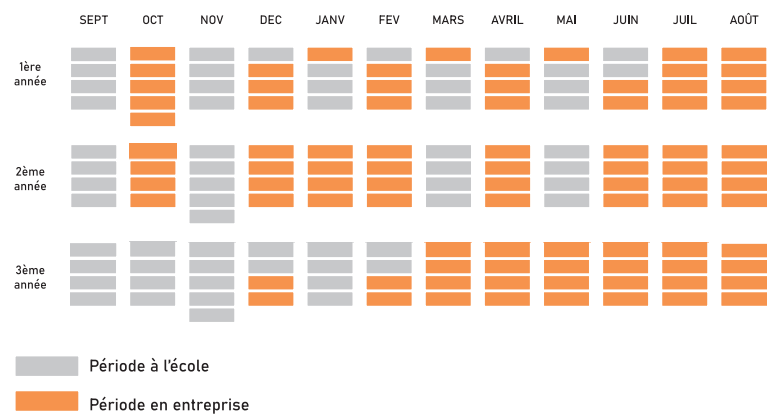 SEPT OCT NOV DEC JANV FEV MARS AVRIL MAI JUIN JUIL AOÛT
1ère
année
2ème
année
3ème
année
Période à l'école
Période en entreprise